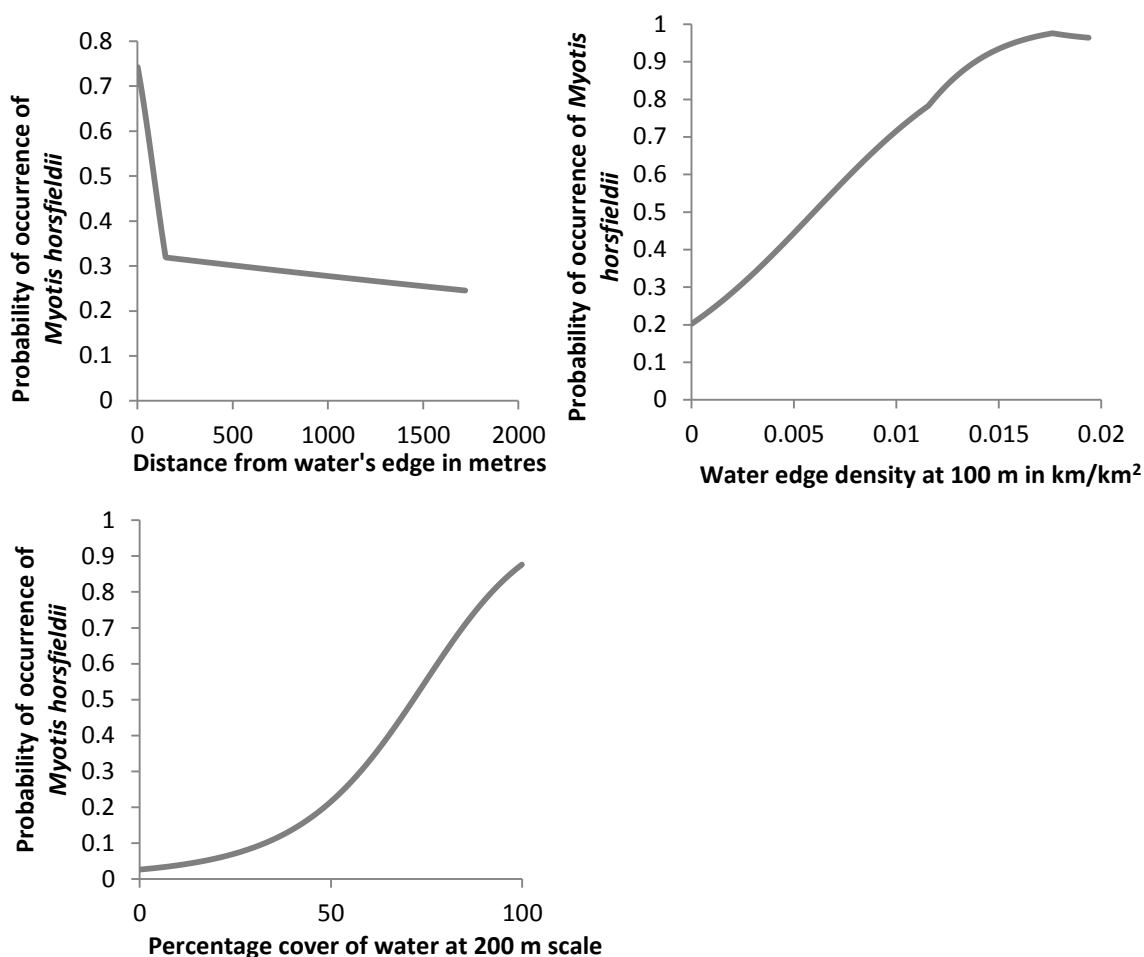 Probability of occurrence of
Myotis horsfieldii
0.8
0.7
0.6
0.5
0.4
0.3
0.2
0.1
0
0 500 1000 1500 2000
Distance from water's edge in metres
Probability of occurrence of Myotis
horsfieldii
1
0.9
0.8
0.7
0.6
0.5
0.4
0.3
0.2
0.1
0
0 0.005 0.01 0.015 0.02
Water edge density at 100 m in km/km²
Probability of occurrence of
Myotis horsfieldii
1
0.9
0.8
0.7
0.6
0.5
0.4
0.3
0.2
0.1
0
0 50 100
Percentage cover of water at 200 m scale